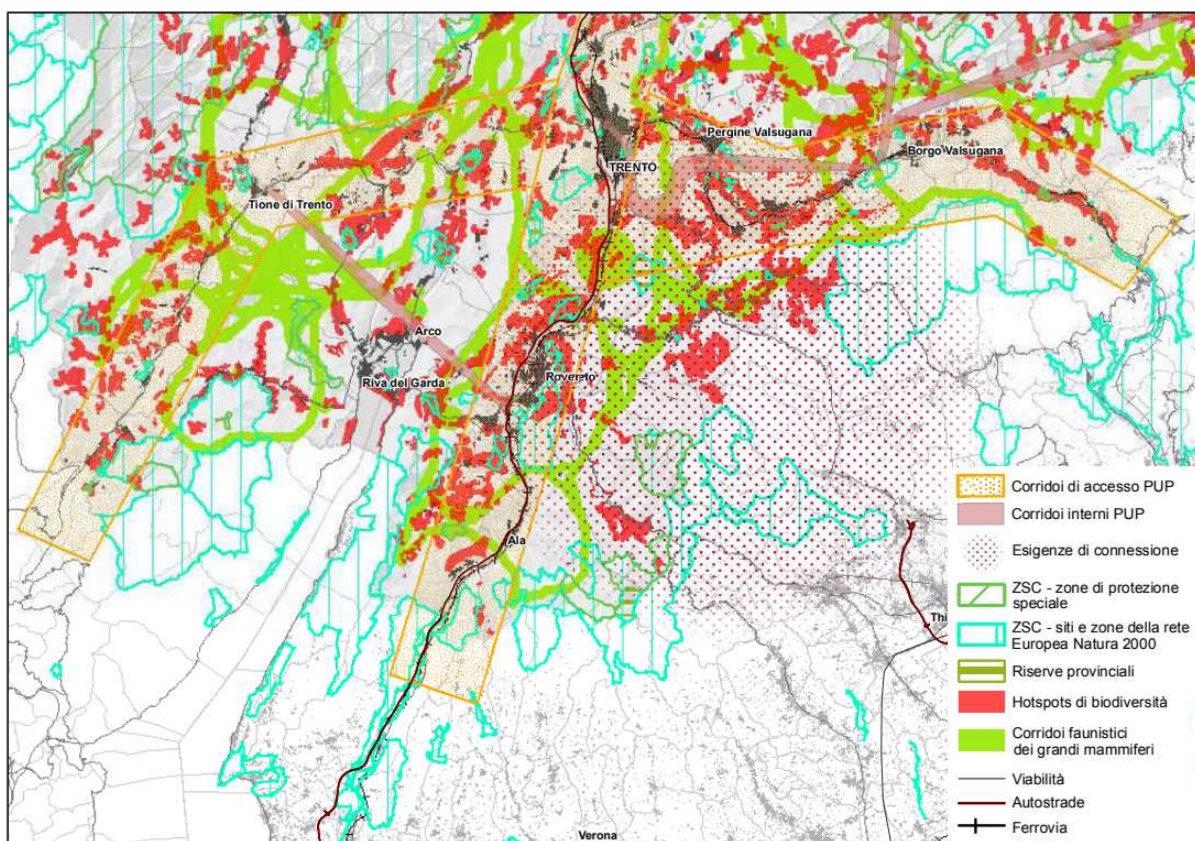 Pergine Valsugana
TRENTO
Borgo Valsugana
Tione di Trento
Arco
Riva del Garda
Rovereto
Ala
Thi
Verona
Corridoi di accesso PUP
Corridoi interni PUP
Esigenze di connessione
ZSC - zone di protezione
speciale
ZSC - siti e zone della rete
Europea Natura 2000
Riserve provinciali
Hotspots di biodiversità
Corridoi faunistici
dei grandi mammiferi
Viabilità
Autostrade
Ferrovia